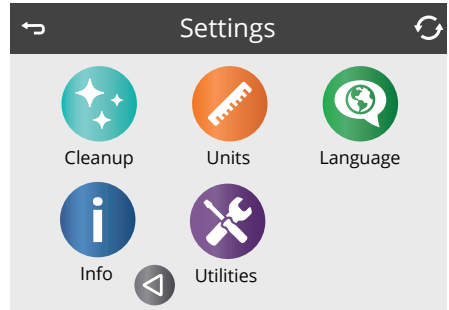 Settings
Cleanup
Units
Language
Info
Utilities